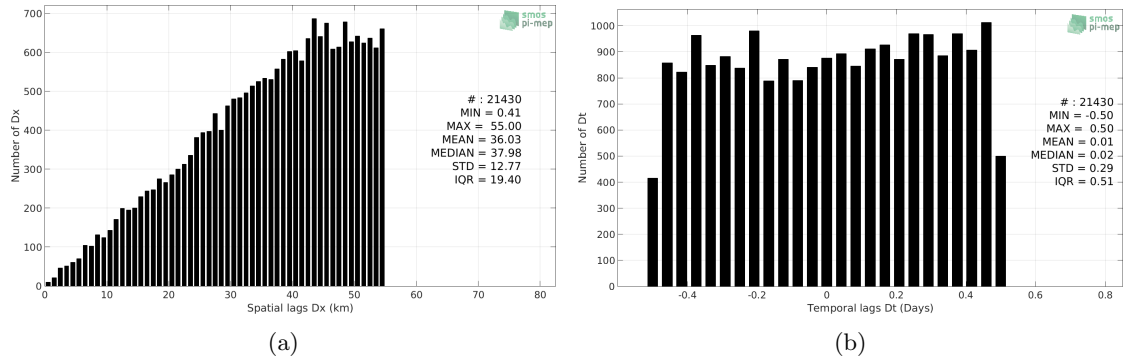 smos
pi-mep
700
600
500
400
300
200
100
0
Number of Dx
# : 21430
MIN = 0.41
MAX = 55.00
MEAN = 36.03
MEDIAN = 37.98
STD = 12.77
IQR = 19.40
0 10 20 30 40 50 60 70 80
Spatial lags Dx (km)
(a)
smos
pi-mep
1000
900
800
700
600
500
400
300
200
100
0
Number of Dt
# : 21430
MIN = -0.50
MAX = 0.50
MEAN = 0.01
MEDIAN = 0.02
STD = 0.29
IQR = 0.51
-0.4 -0.2 0 0.2 0.4 0.6 0.8
Temporal lags Dt (Days)
(b)